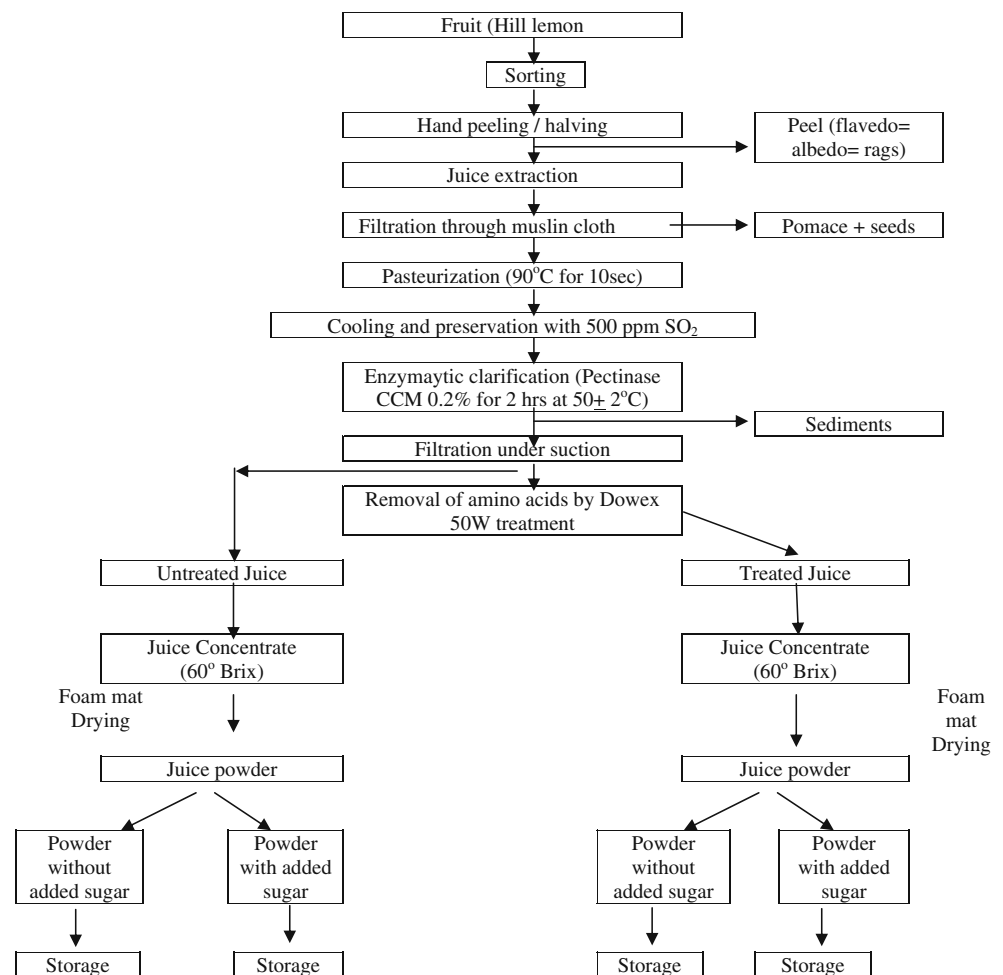 Fruit (Hill lemon
Sorting
Hand peeling / halving
Peel (flavedo=
albedo= rags)
Juice extraction
Filtration through muslin cloth
Pomace + seeds
Pasteurization (90°C for 10sec)
Cooling and preservation with 500 ppm SO₂
Enzymaytic clarification (Pectinase
CCM 0.2% for 2 hrs at 50± 2°C)
Sediments
Filtration under suction
Removal of amino acids by Dowex
50W treatment
Untreated Juice
Treated Juice
Juice Concentrate
(60° Brix)
Juice Concentrate
(60° Brix)
Foam mat
Drying
Foam
mat
Drying
Juice powder
Juice powder
Powder
without
added sugar
Powder
with added
sugar
Powder
without
added sugar
Powder
with added
sugar
Storage
Storage
Storage
Storage